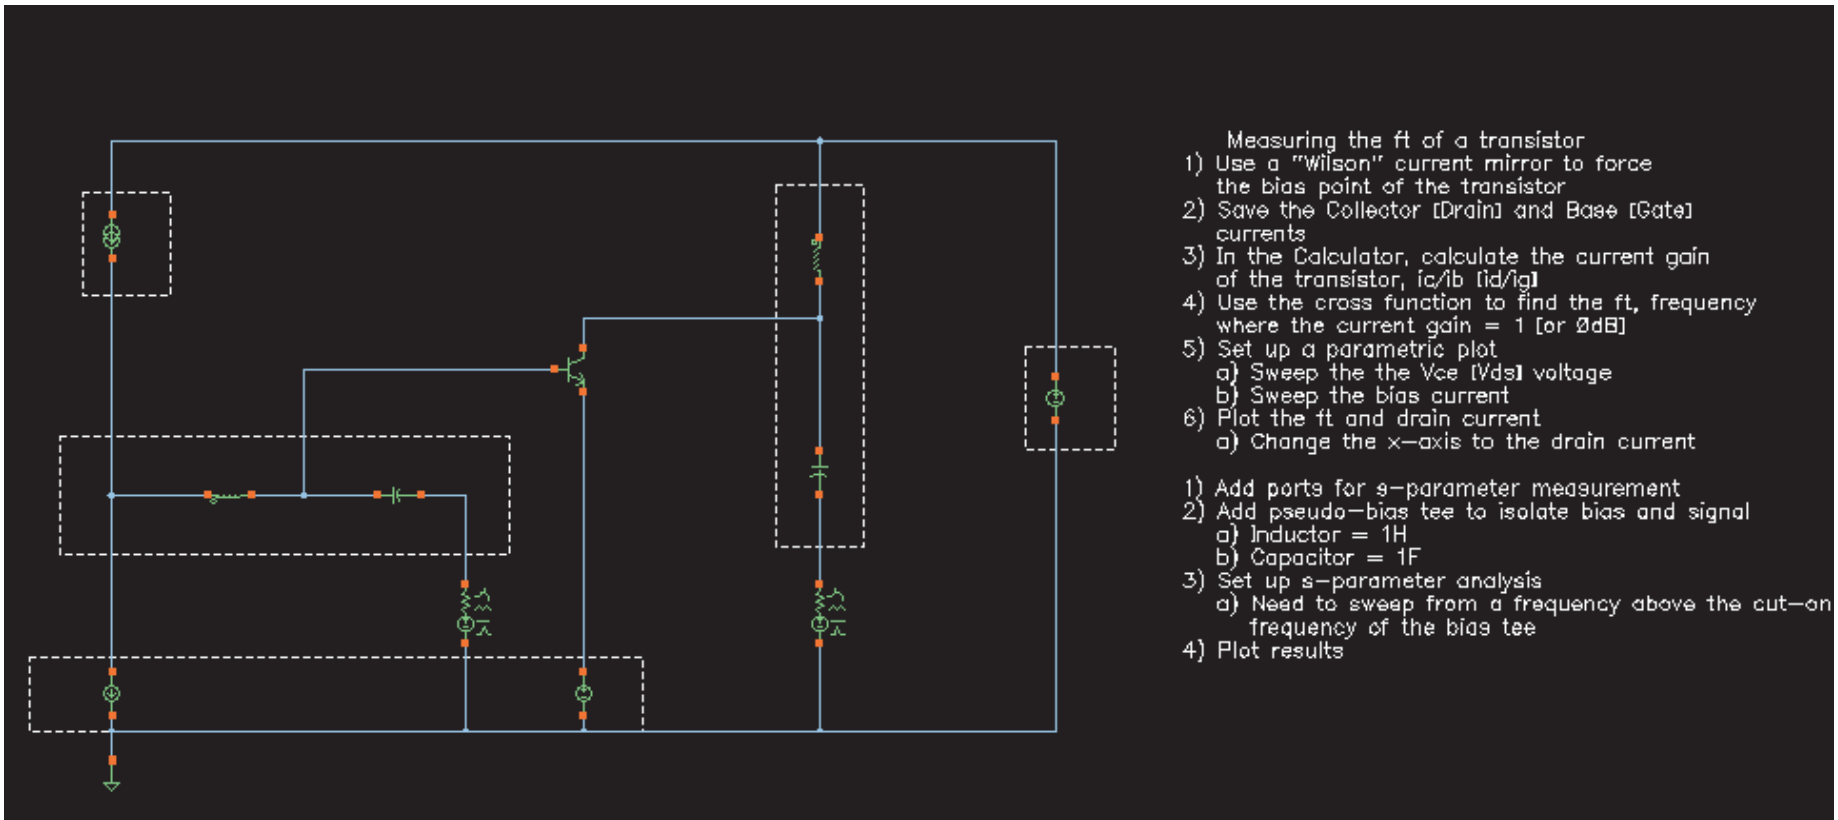 Measuring the ft of a transistor
1) Use a "Wilson" current mirror to force
the bias point of the transistor
2) Save the Collector [Drain] and Base [Gate]
currents
3) In the Calculator, calculate the current gain
of the transistor, ic/ib [id/ig]
4) Use the cross function to find the ft, frequency
where the current gain = 1 [or 0dB]
5) Set up a parametric plot
a) Sweep the the Vce [Vds] voltage
b) Sweep the bias current
6) Plot the ft and drain current
a) Change the x-axis to the drain current
1) Add ports for s-parameter measurement
2) Add pseudo-bias tee to isolate bias and signal
a) Inductor = 1H
b) Capacitor = 1F
3) Set up s-parameter analysis
a) Need to sweep from a frequency above the cut-on
frequency of the bias tee
4) Plot results